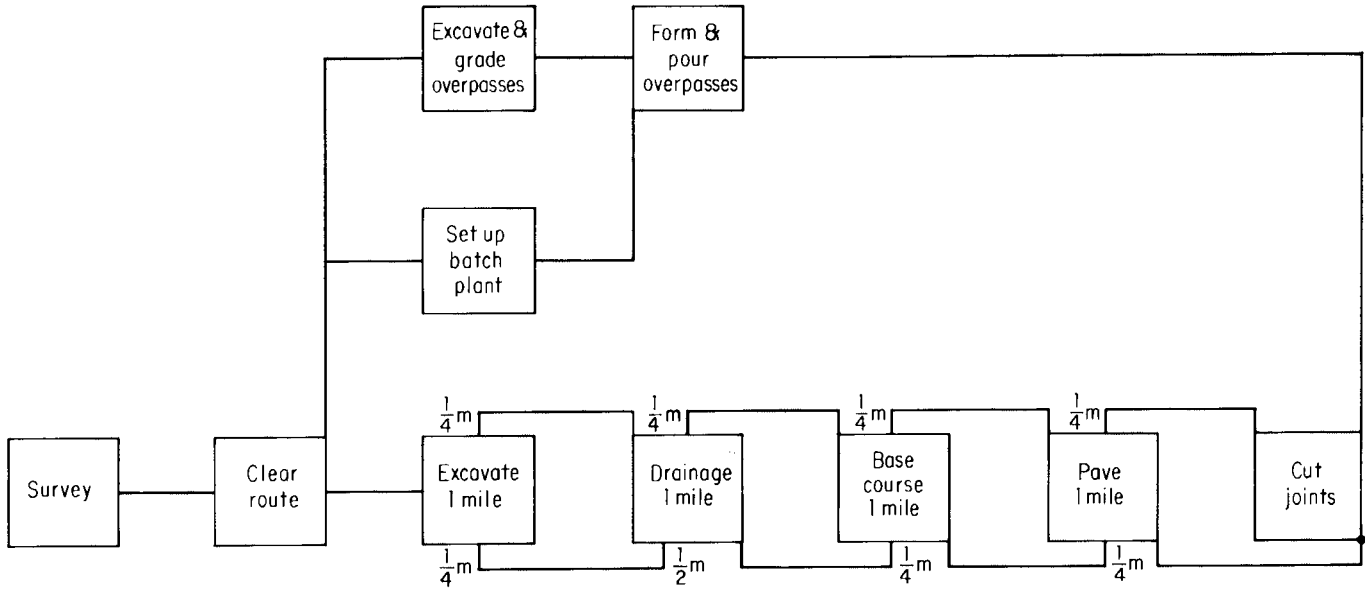 Excavate &
grade
overpasses
Form &
pour
overpasses
Set up
batch
plant
1/4 m
1/4 m
1/4 m
1/4 m
Survey
Clear
route
Excavate
1 mile
Drainage
1 mile
Base
course
1 mile
Pave
1 mile
Cut
joints
1/4 m
1/2 m
1/4 m
1/4 m